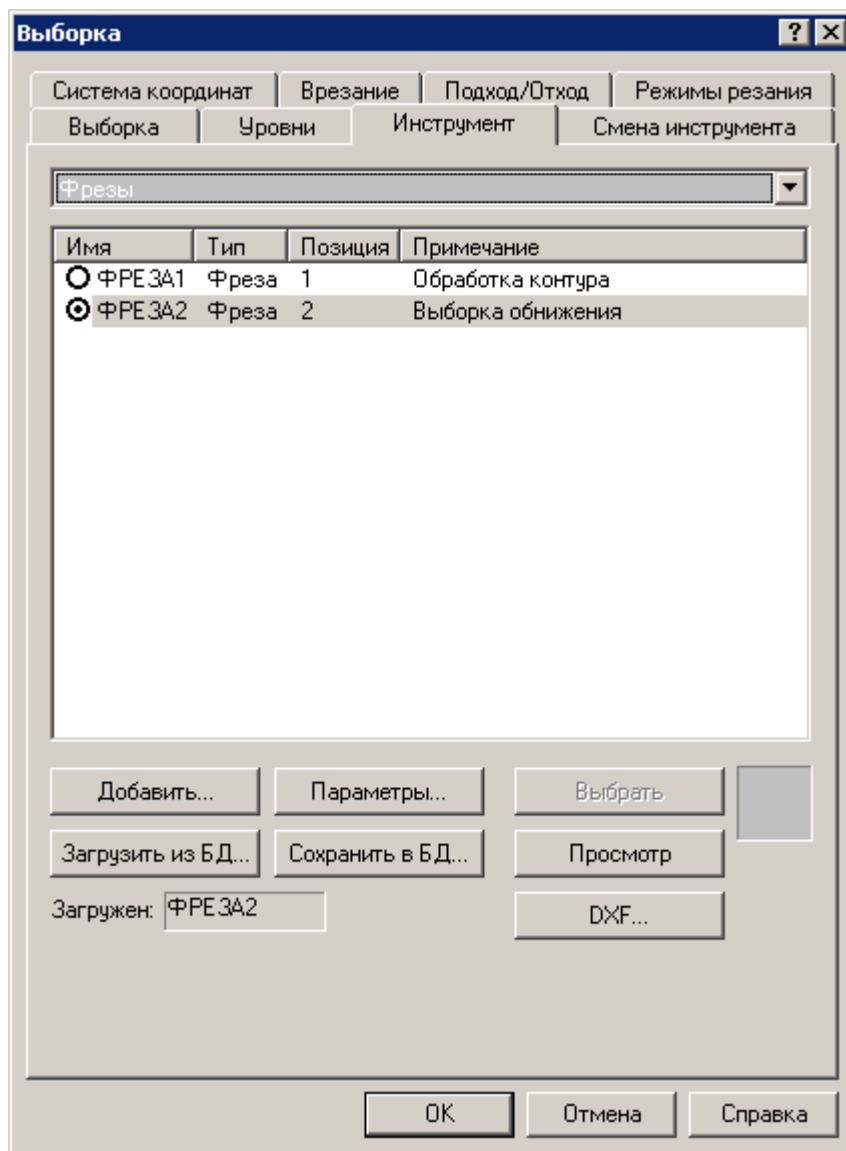 Выборка
Система координат Врезание Подход/Отход Режимы резания
Выборка Уровни Инструмент Смена инструмента
Фрезы
Имя Тип Позиция Примечание
ФРЕЗА1 Фреза 1 Обработка контура
ФРЕЗА2 Фреза 2 Выборка обнижения
Добавить... Параметры... Выбрать
Загрузить из БД... Сохранить в БД... Просмотр
Загружен: ФРЕЗА2 DXF...
OK Отмена Справка